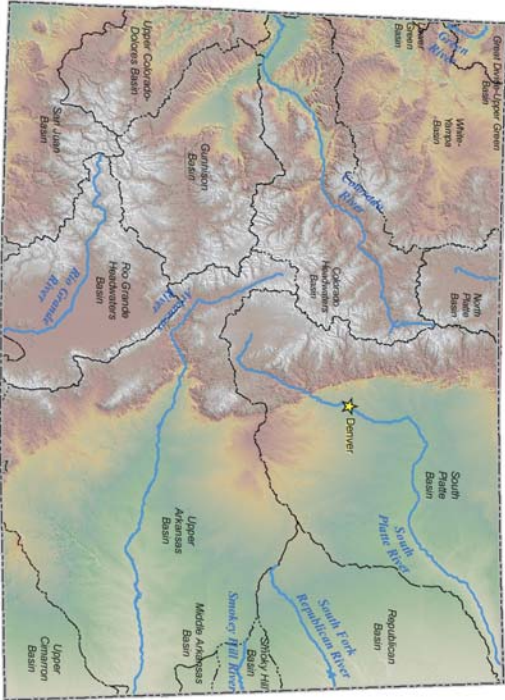 Great Divide-Upper Green
Basin
Green
River
Lower
Green
Basin
White-
Yampa
Basin
North
Platte
Basin
Colorado
River
Colorado
Headwaters
Basin
Upper Colorado-
Dolores Basin
Gunnison
Basin
San Juan
Basin
Rio Grande
Headwaters
Basin
Rio Grande
River
Arkansas
River
Denver
South
Platte
Basin
South
Platte River
Republican
Basin
South Fork
Republican River
Smoky Hill
Basin
Smokey Hill River
Upper
Arkansas
Basin
Middle Arkansas
Basin
Upper
Cimarron
Basin